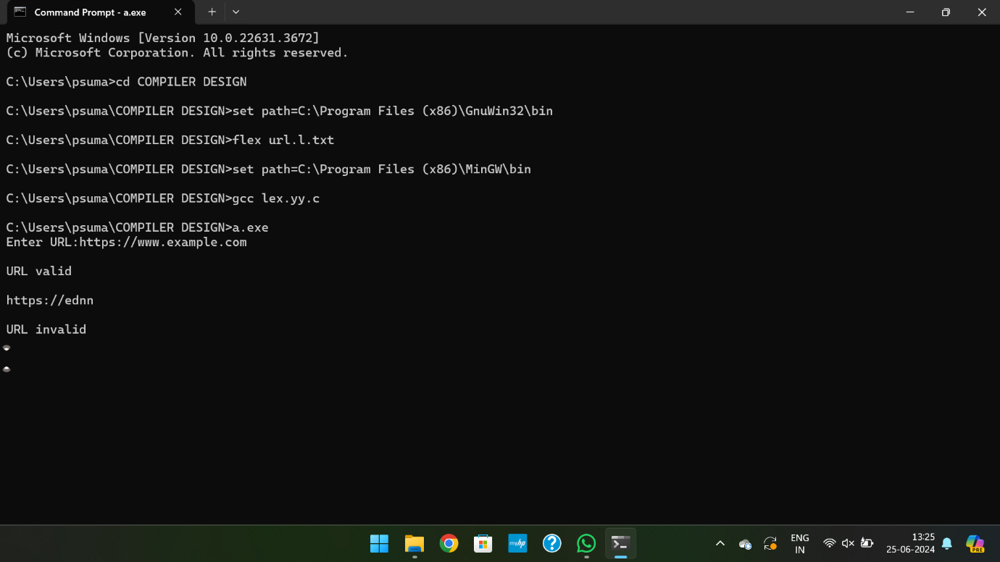 Command Prompt - a.exe
Microsoft Windows [Version 10.0.22631.3672]
(c) Microsoft Corporation. All rights reserved.
C:\Users\psuma>cd COMPILER DESIGN
C:\Users\psuma\COMPILER DESIGN>set path=C:\Program Files (x86)\GnuWin32\bin
C:\Users\psuma\COMPILER DESIGN>flex url.l.txt
C:\Users\psuma\COMPILER DESIGN>set path=C:\Program Files (x86)\MinGW\bin
C:\Users\psuma\COMPILER DESIGN>gcc lex.yy.c
C:\Users\psuma\COMPILER DESIGN>a.exe
Enter URL:https://www.example.com
URL valid
https://ednn
URL invalid
myhp
ENG
IN
13:25
25-06-2024
PRE